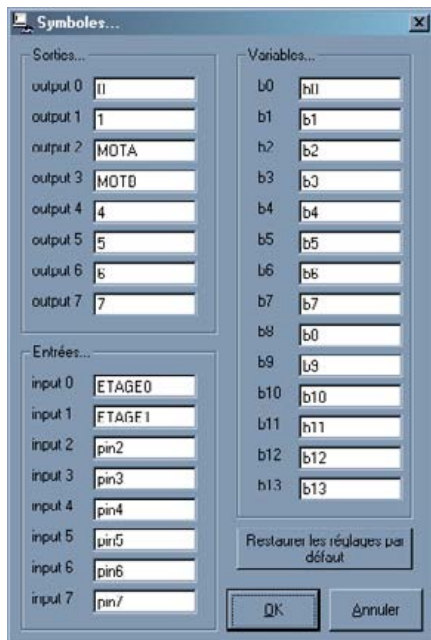 Symboles...
Sorties...
output 0 0
output 1 1
output 2 MOTA
output 3 MOTB
output 4 4
output 5 5
output 6 6
output 7 7
Entrées...
input 0 ETAGE0
input 1 ETAGE1
input 2 pin2
input 3 pin3
input 4 pin4
input 5 pin5
input 6 pin6
input 7 pin7
Variables...
b0 b0
b1 b1
b2 b2
b3 b3
b4 b4
b5 b5
b6 b6
b7 b7
b8 b8
b9 b9
b10 b10
b11 b11
b12 b12
b13 b13
Restaurer les réglages par
défaut
OK
Annuler